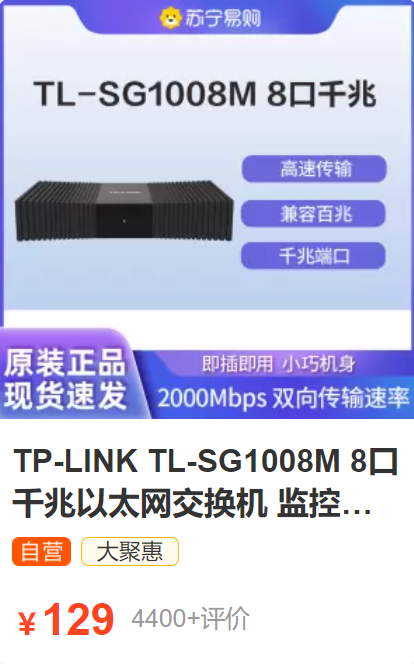 苏宁易购
TL-SG1008M 8口千兆
高速传输
兼容百兆
千兆端口
原装正品
现货速发
即插即用 小巧机身
2000Mbps 双向传输速率
TP-LINK TL-SG1008M 8口
千兆以太网交换机 监控…
自营 大聚惠
¥129 4400+评价